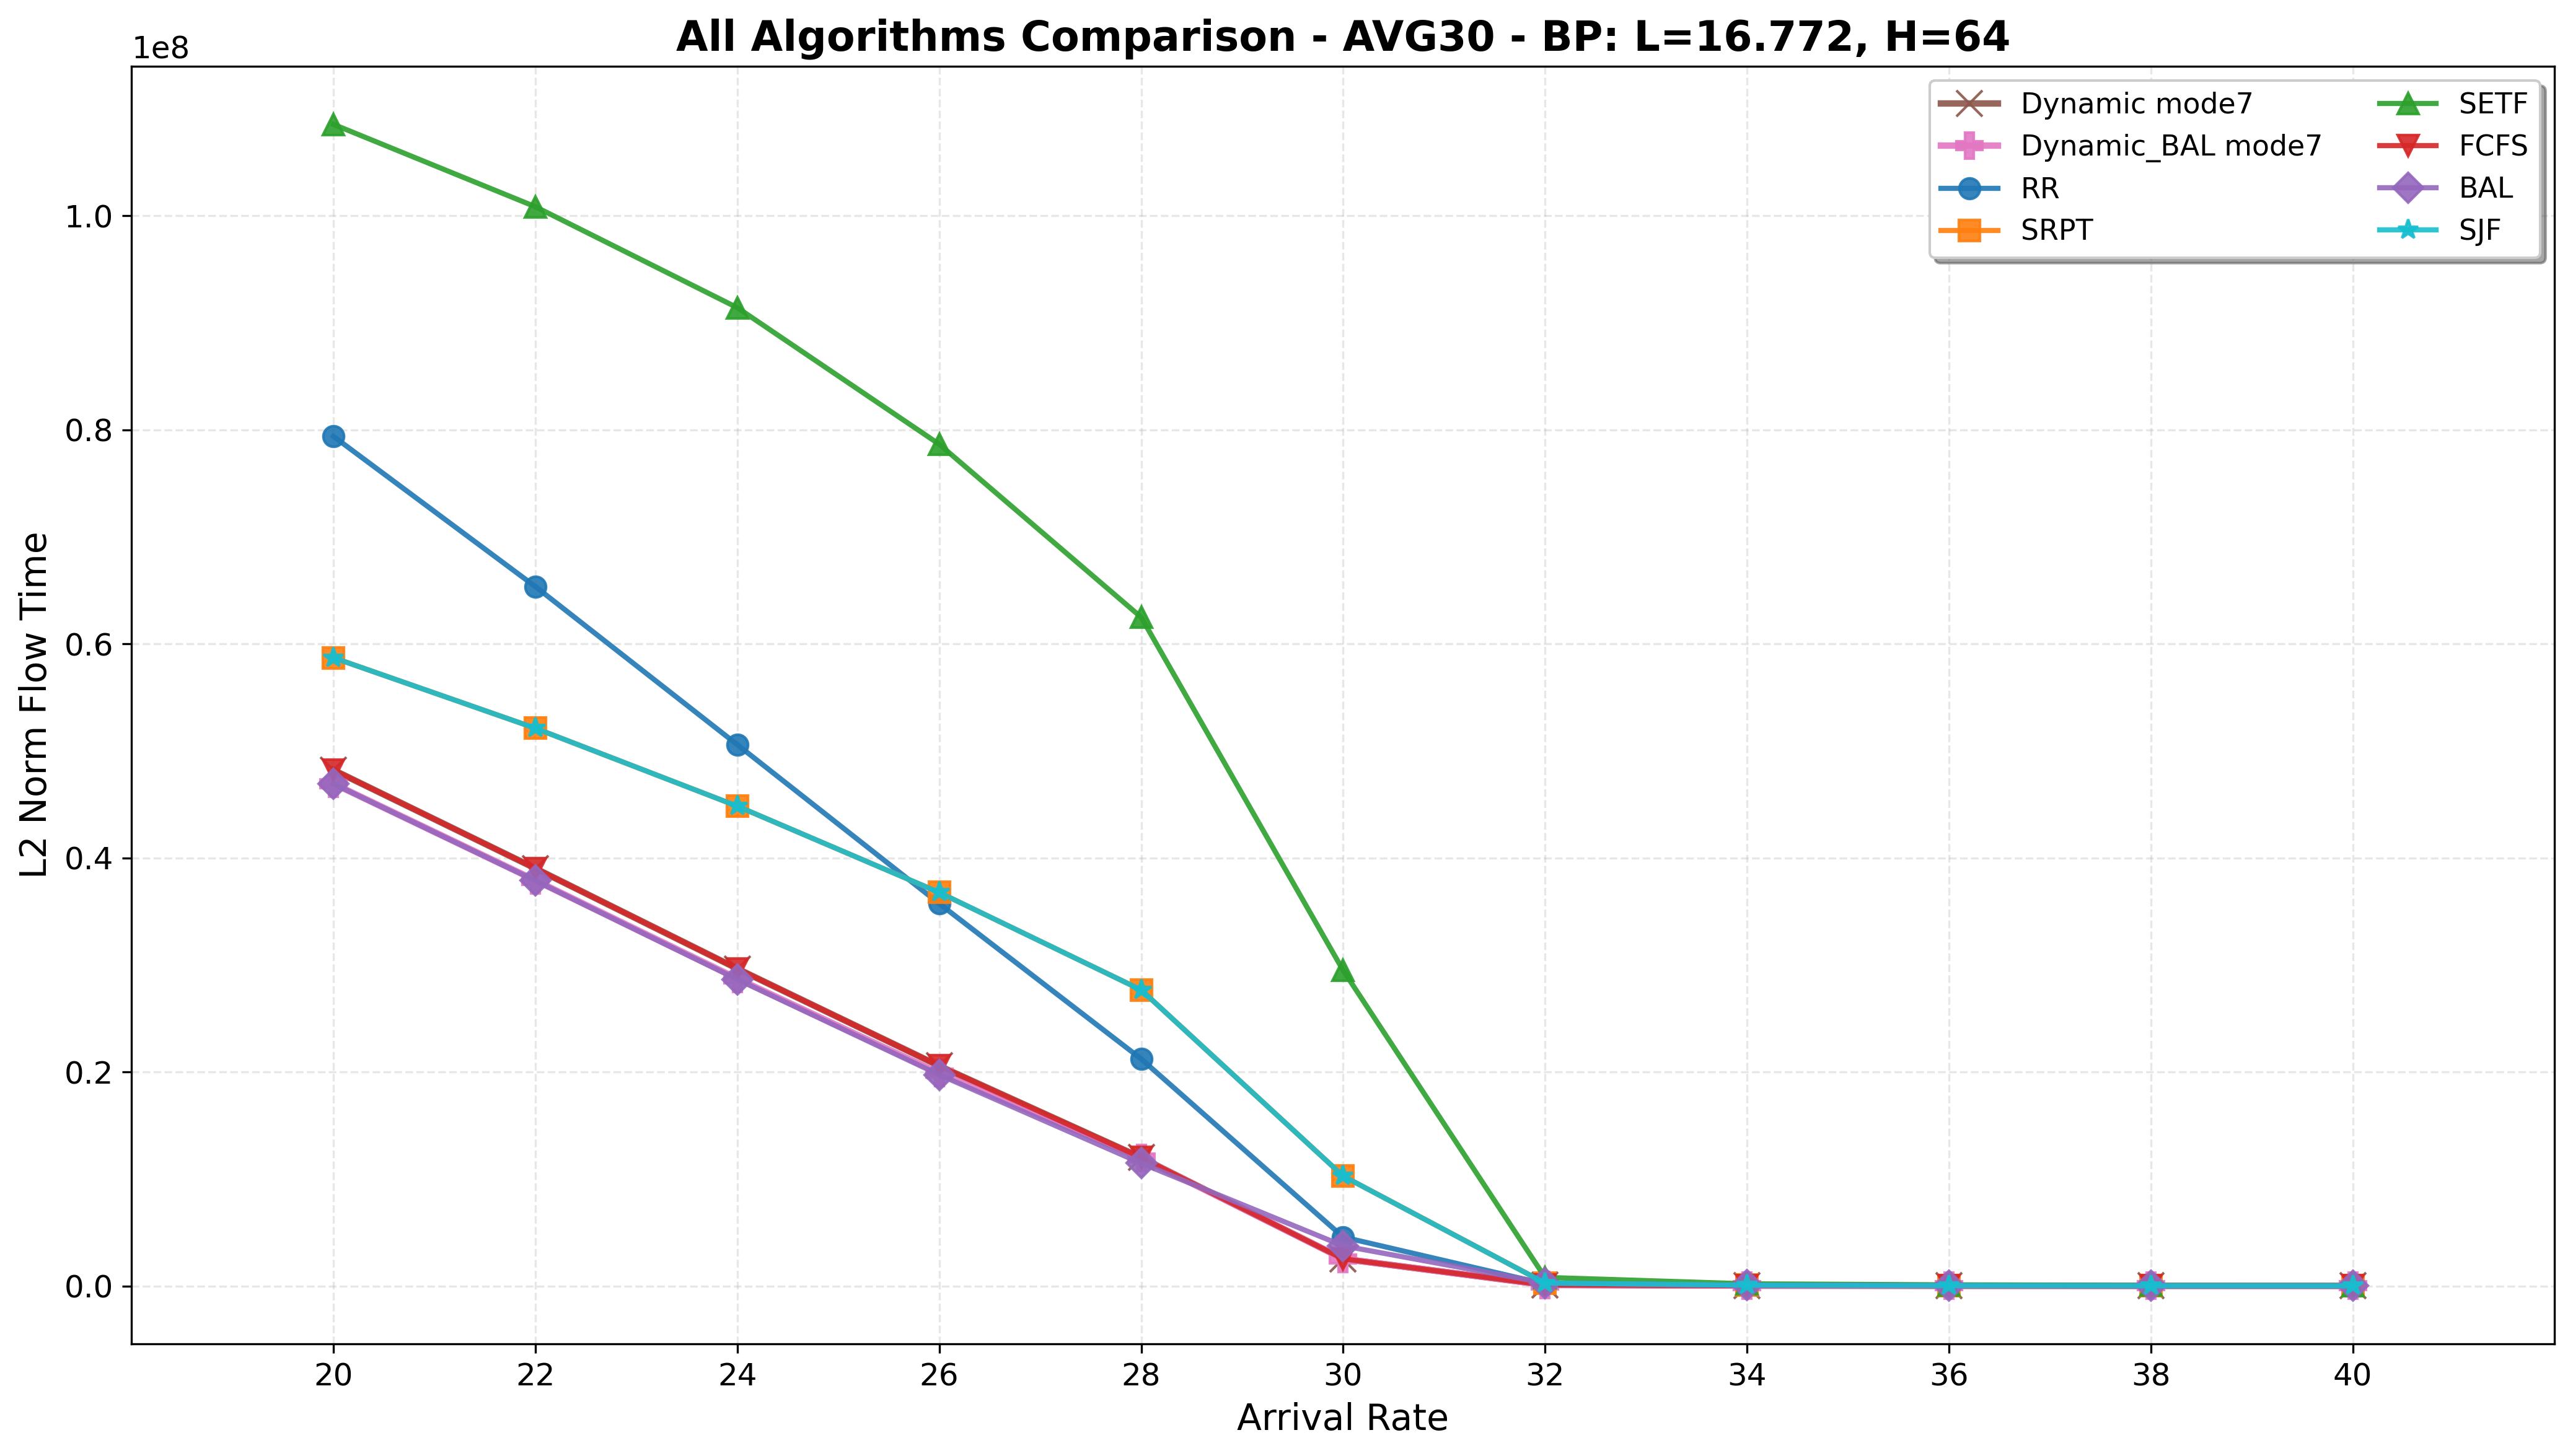 All Algorithms Comparison - AVG30 - BP: L=16.772, H=64
1e8
Dynamic mode7
Dynamic_BAL mode7
RR
SRPT
SETF
FCFS
BAL
SJF
L2 Norm Flow Time
1.0
0.8
0.6
0.4
0.2
0.0
20 22 24 26 28 30 32 34 36 38 40
Arrival Rate